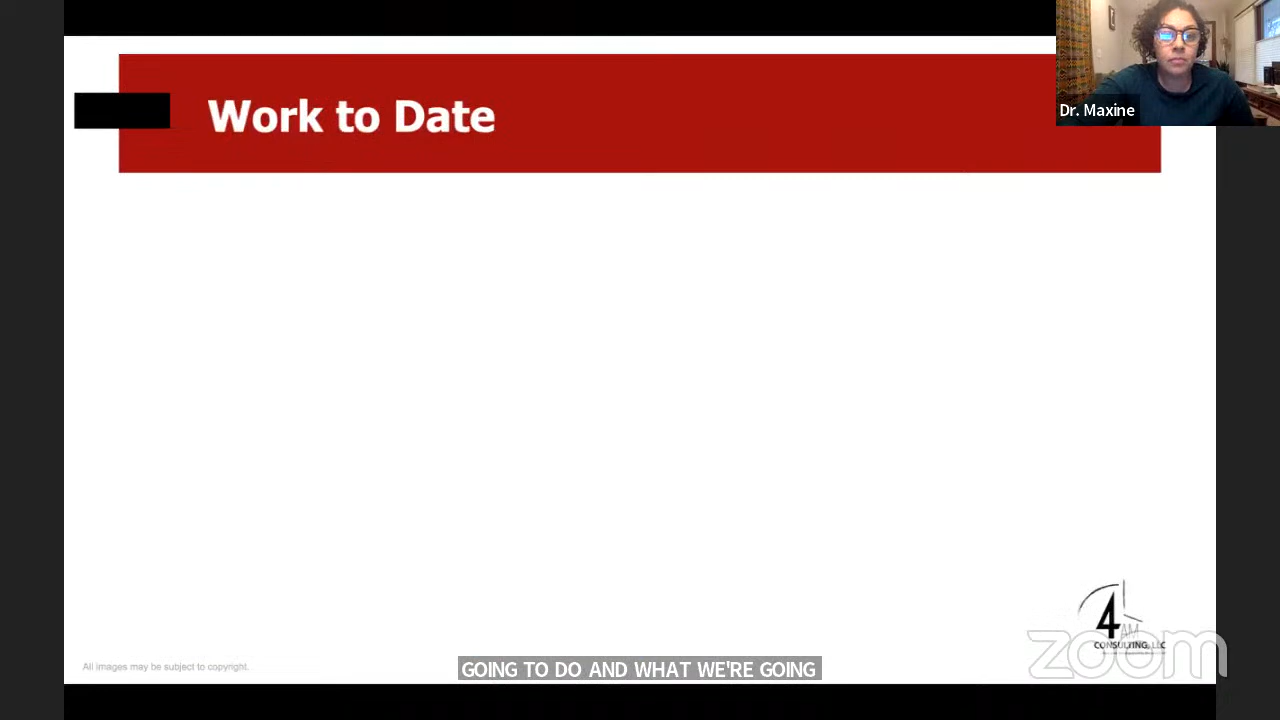 Work to Date
Dr. Maxine
4
AM
CONSULTING, LLC
zoom
All images may be subject to copyright.
GOING TO DO AND WHAT WE'RE GOING